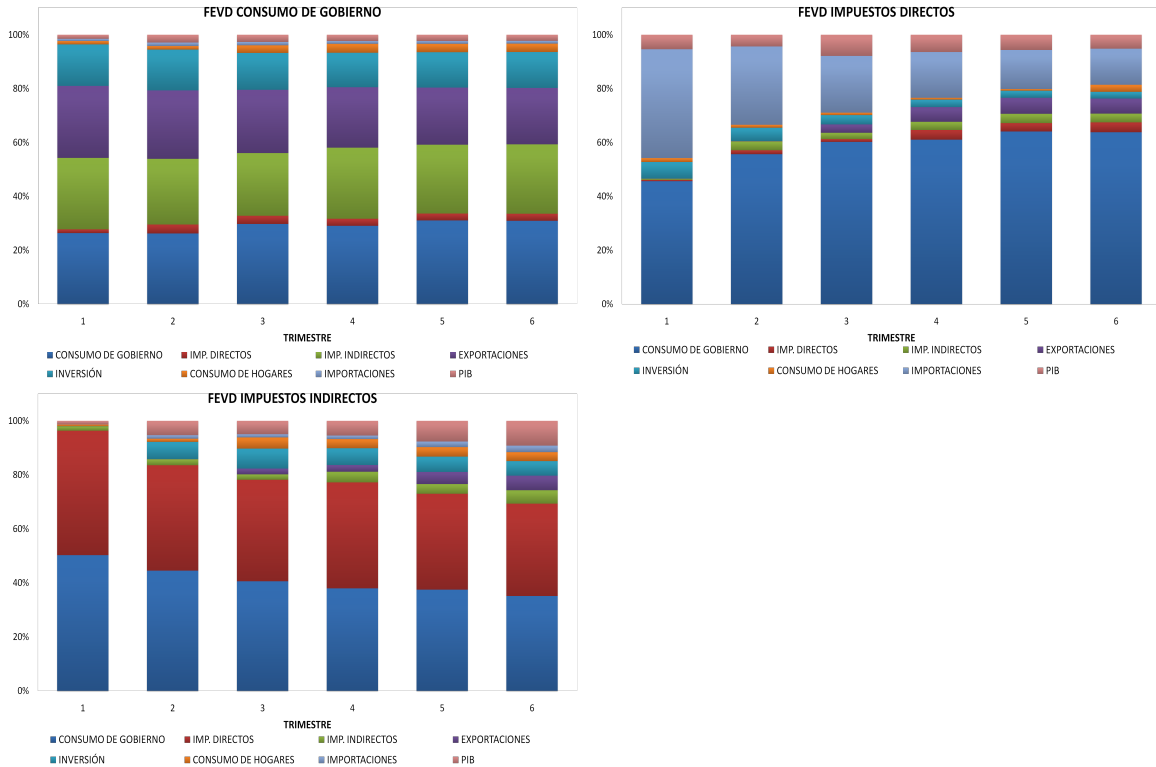 FEVD CONSUMO DE GOBIERNO
100%
80%
60%
40%
20%
0%
1 2 3 4 5 6
TRIMESTRE
CONSUMO DE GOBIERNO IMP. DIRECTOS IMP. INDIRECTOS EXPORTACIONES
INVERSIÓN CONSUMO DE HOGARES IMPORTACIONES PIB
FEVD IMPUESTOS DIRECTOS
100%
80%
60%
40%
20%
0%
1 2 3 4 5 6
TRIMESTRE
CONSUMO DE GOBIERNO IMP. DIRECTOS IMP. INDIRECTOS EXPORTACIONES
INVERSIÓN CONSUMO DE HOGARES IMPORTACIONES PIB
FEVD IMPUESTOS INDIRECTOS
100%
80%
60%
40%
20%
0%
1 2 3 4 5 6
TRIMESTRE
CONSUMO DE GOBIERNO IMP. DIRECTOS IMP. INDIRECTOS EXPORTACIONES
INVERSIÓN CONSUMO DE HOGARES IMPORTACIONES PIB